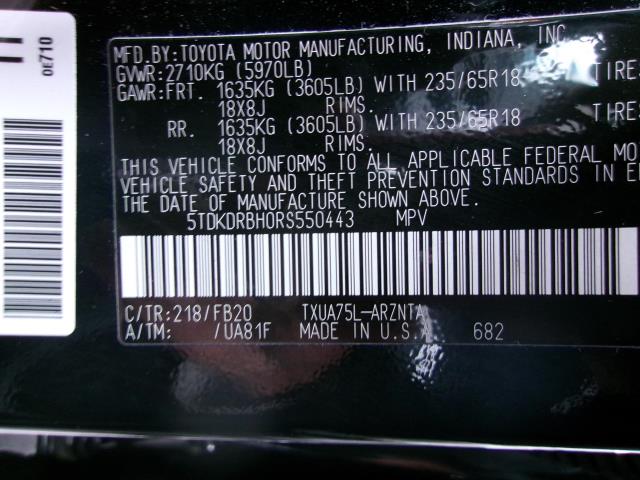 MFD.BY:TOYOTA MOTOR MANUFACTURING, INDIANA, INC.
GVWR:2710KG (5970LB)
GAWR:FRT. 1635KG (3605LB) WITH 235/65R18 TIRE
18X8J RIMS.
RR. 1635KG (3605LB) WITH 235/65R18 TIRE
18X8J RIMS.
THIS VEHICLE CONFORMS TO ALL APPLICABLE FEDERAL MO
VEHICLE SAFETY AND THEFT PREVENTION STANDARDS IN E
THE DATE OF MANUFACTURE SHOWN ABOVE.
5TDKDRBH0RS550443 MPV
C/TR:218/FB20 TXUA75L-ARZNTA
A/TM: /UA81F MADE IN U.S.A. 682
0E710